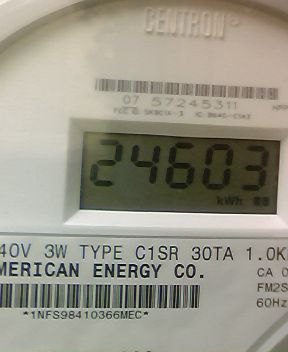 CENTRON
07 57245311
24603
kWh
40V 3W TYPE C1SR 30TA 1.0K
MERICAN ENERGY CO.
CA 0
FM2S
60Hz
*1NFS98410366MEC*